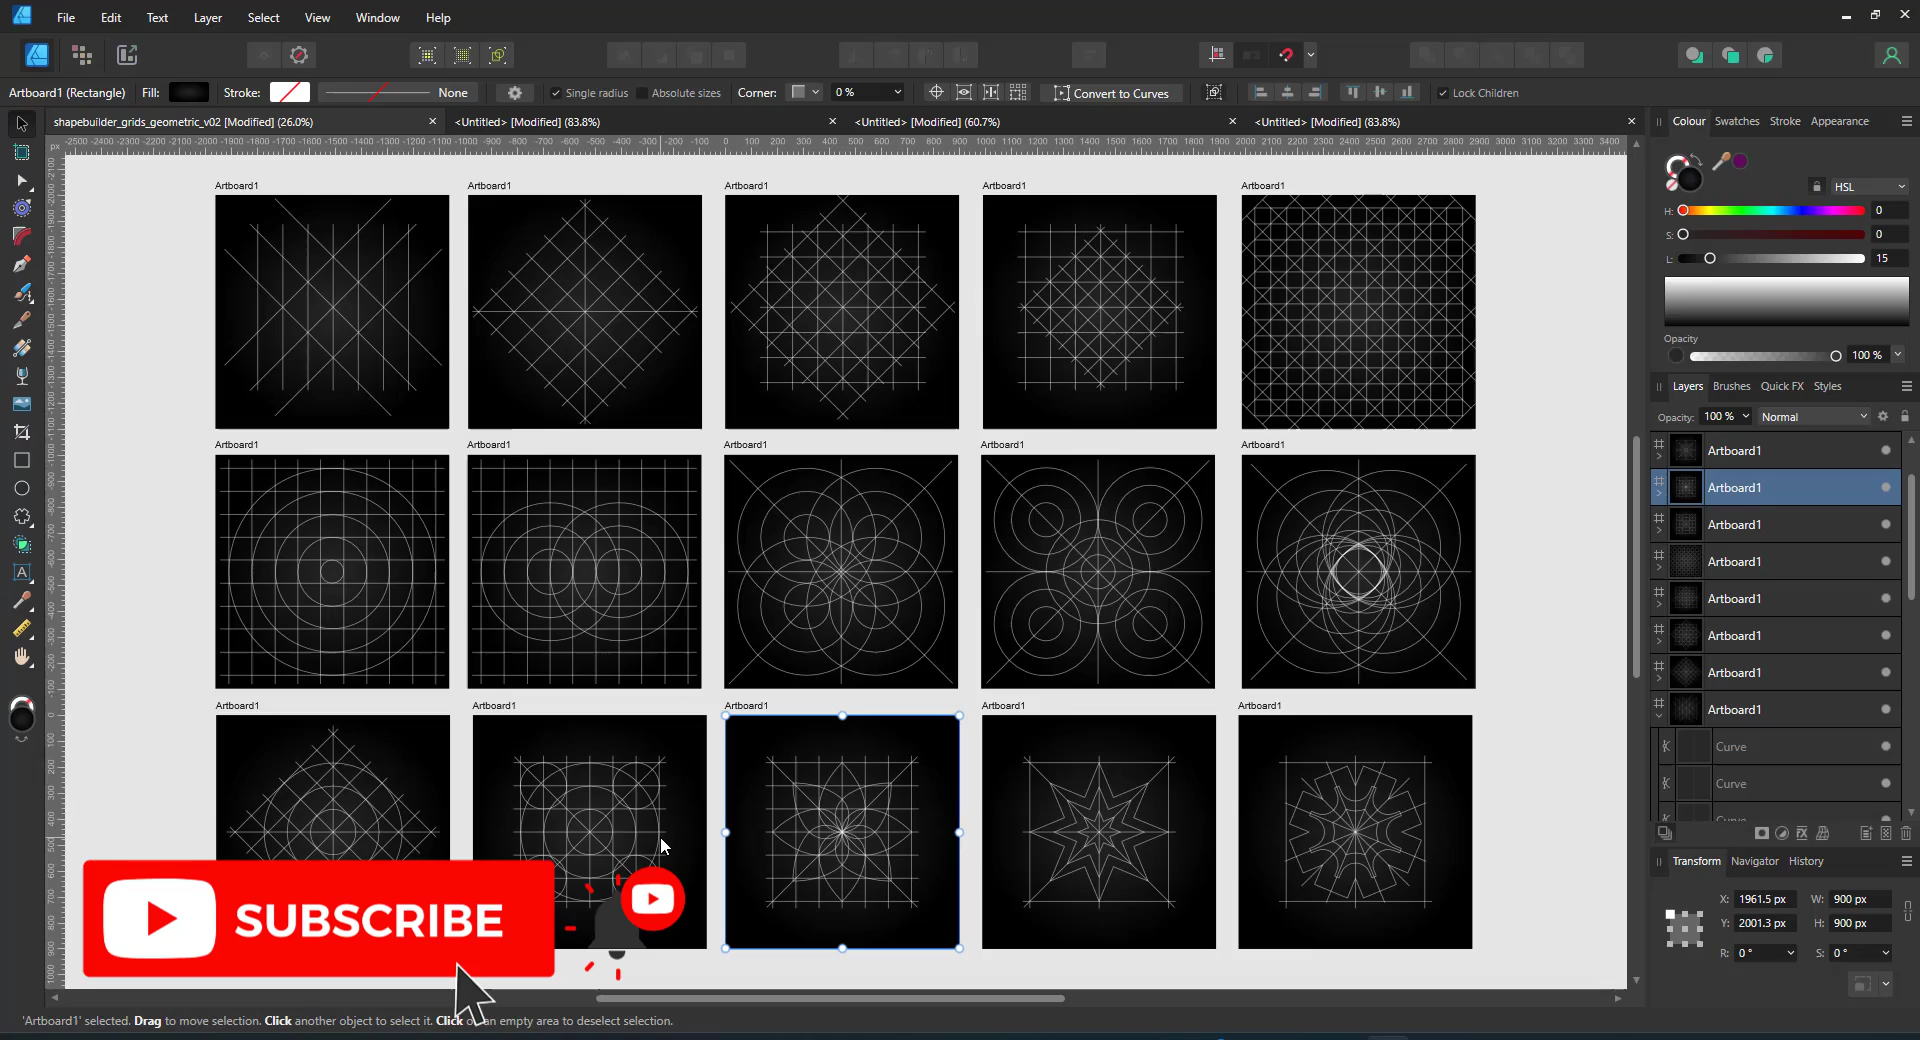 File Edit Text Layer Select View Window Help
Artboard1 (Rectangle) Fill: Stroke: None Single radius Absolute sizes Corner: 0 % Convert to Curves Lock Children
shapebuilder_grids_geometric_v02 [Modified] (26.0%) <Untitled> [Modified] (83.8%) <Untitled> [Modified] (60.7%) <Untitled> [Modified] (83.8%)
Colour Swatches Stroke Appearance
px
HSL
H: 0
S: 0
L: 15
Opacity
100 %
Layers Brushes Quick FX Styles
Opacity: 100 % Normal
Artboard1
Artboard1
Artboard1
Artboard1
Artboard1
Artboard1
Artboard1
Artboard1
Curve
Curve
Transform Navigator History
X: 1961.5 px W: 900 px
Y: 2001.3 px H: 900 px
R: 0 ° S: 0 °
Artboard1 Artboard1 Artboard1 Artboard1 Artboard1
Artboard1 Artboard1 Artboard1 Artboard1 Artboard1
Artboard1 Artboard1 Artboard1 Artboard1 Artboard1
SUBSCRIBE
'Artboard1' selected. Drag to move selection. Click another object to select it. Click an empty area to deselect selection.